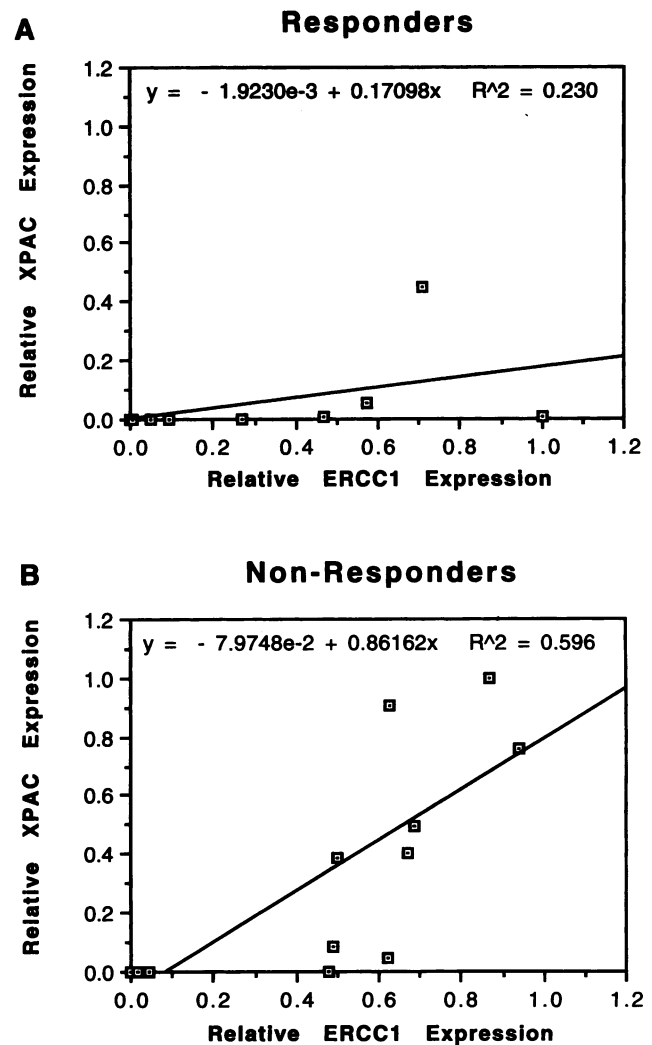 A
Responders
Relative XPAC Expression
1.2
1.0
0.8
0.6
0.4
0.2
0.0
y = - 1.9230e-3 + 0.17098x R^2 = 0.230
0.0 0.2 0.4 0.6 0.8 1.0 1.2
Relative ERCC1 Expression
B
Non-Responders
Relative XPAC Expression
1.2
1.0
0.8
0.6
0.4
0.2
0.0
y = - 7.9748e-2 + 0.86162x R^2 = 0.596
0.0 0.2 0.4 0.6 0.8 1.0 1.2
Relative ERCC1 Expression